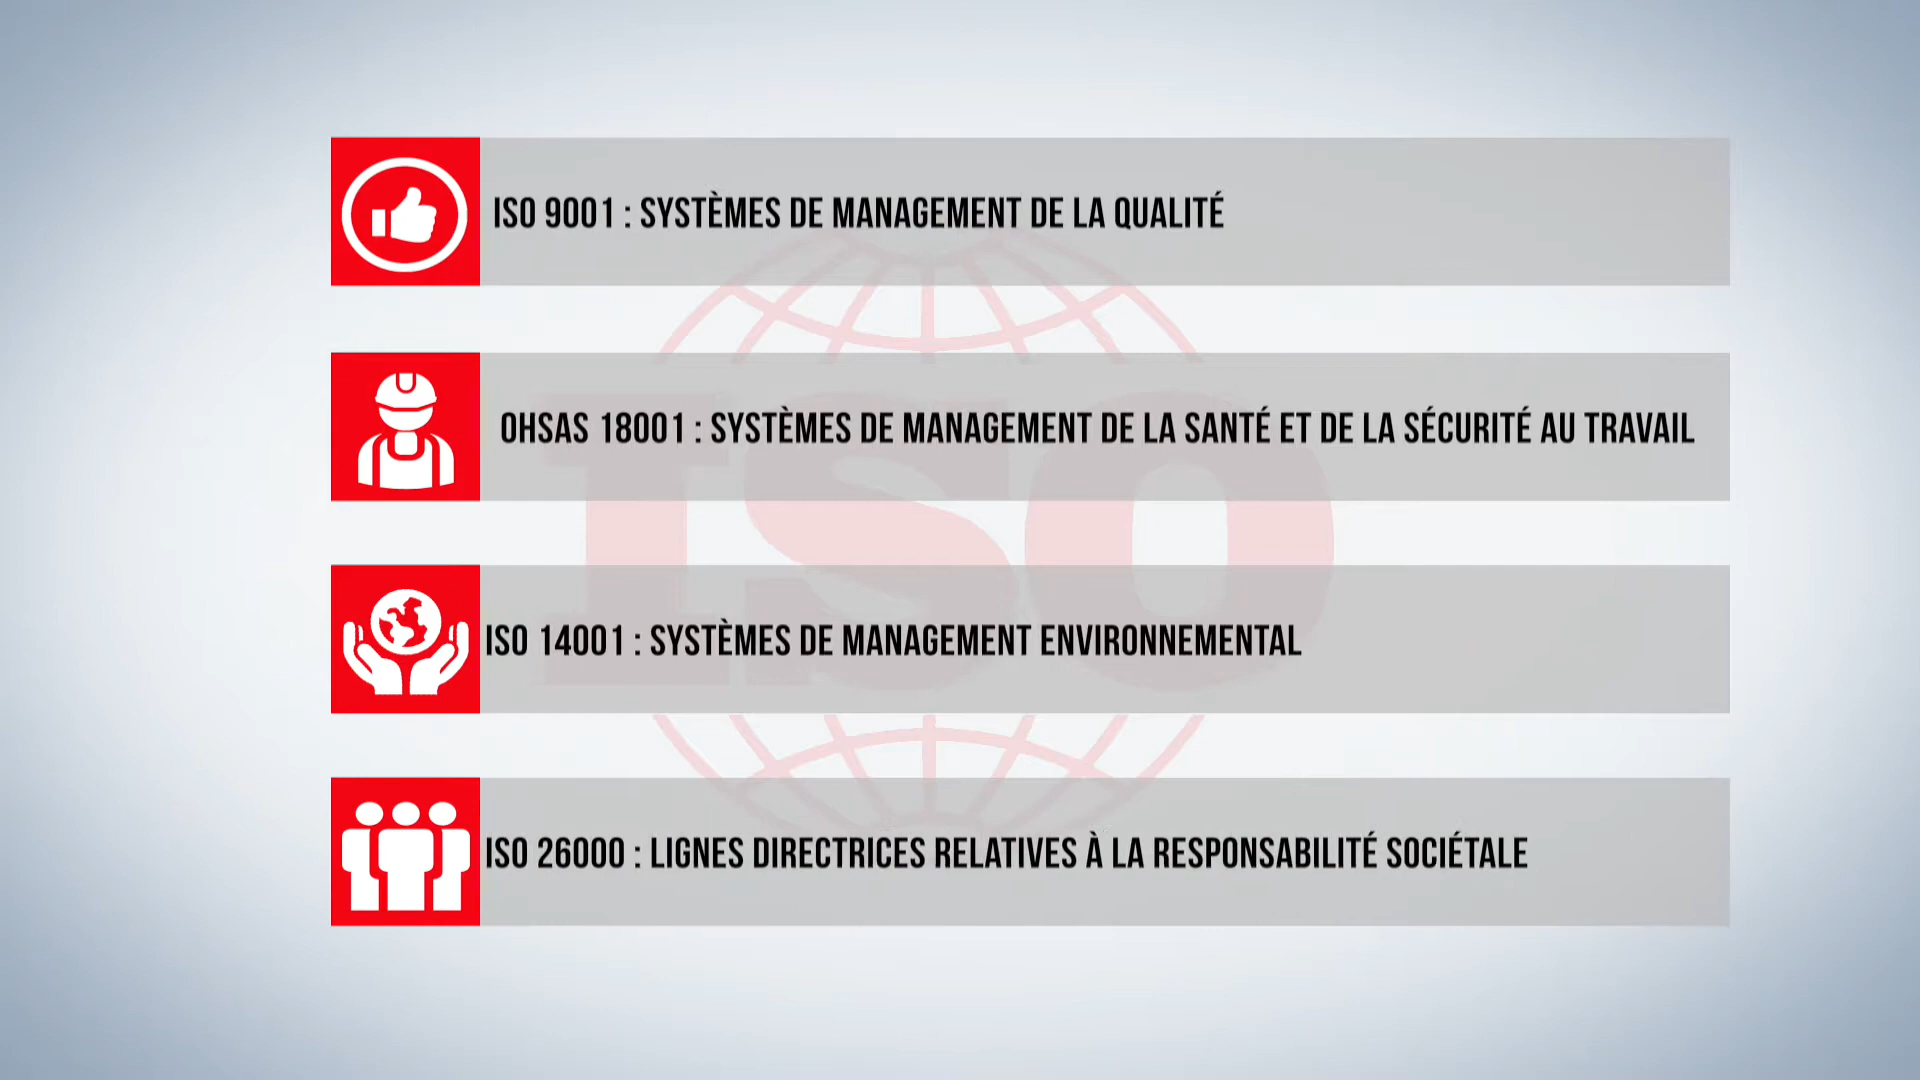 ISO 9001 : SYSTÈMES DE MANAGEMENT DE LA QUALITÉ
OHSAS 18001 : SYSTÈMES DE MANAGEMENT DE LA SANTÉ ET DE LA SÉCURITÉ AU TRAVAIL
ISO
ISO 14001 : SYSTÈMES DE MANAGEMENT ENVIRONNEMENTAL
ISO 26000 : LIGNES DIRECTRICES RELATIVES À LA RESPONSABILITÉ SOCIÉTALE